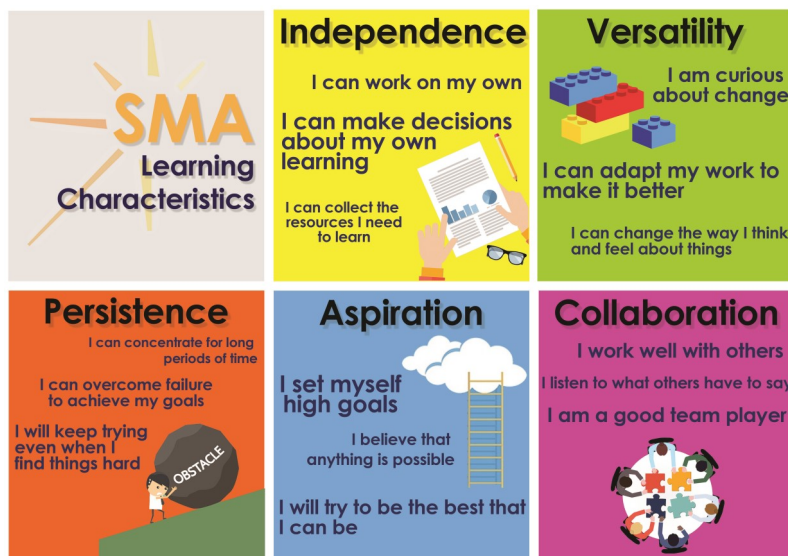 SMA
Learning
Characteristics
Independence
I can work on my own
I can make decisions
about my own
learning
I can collect the
resources I need
to learn
Versatility
I am curious
about change
I can adapt my work to
make it better
I can change the way I think
and feel about things
Persistence
I can concentrate for long
periods of time
I can overcome failure
to achieve my goals
I will keep trying
even when I
find things hard
OBSTACLE
Aspiration
I set myself
high goals
I believe that
anything is possible
I will try to be the best that
I can be
Collaboration
I work well with others
I listen to what others have to say
I am a good team player